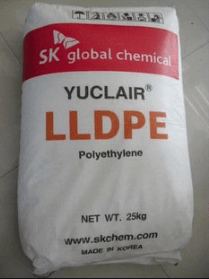 SK global chemical
YUCLAIR®
LLDPE
Polyethylene
NET WT. 25kg
www.skchem.com
MADE IN KOREA